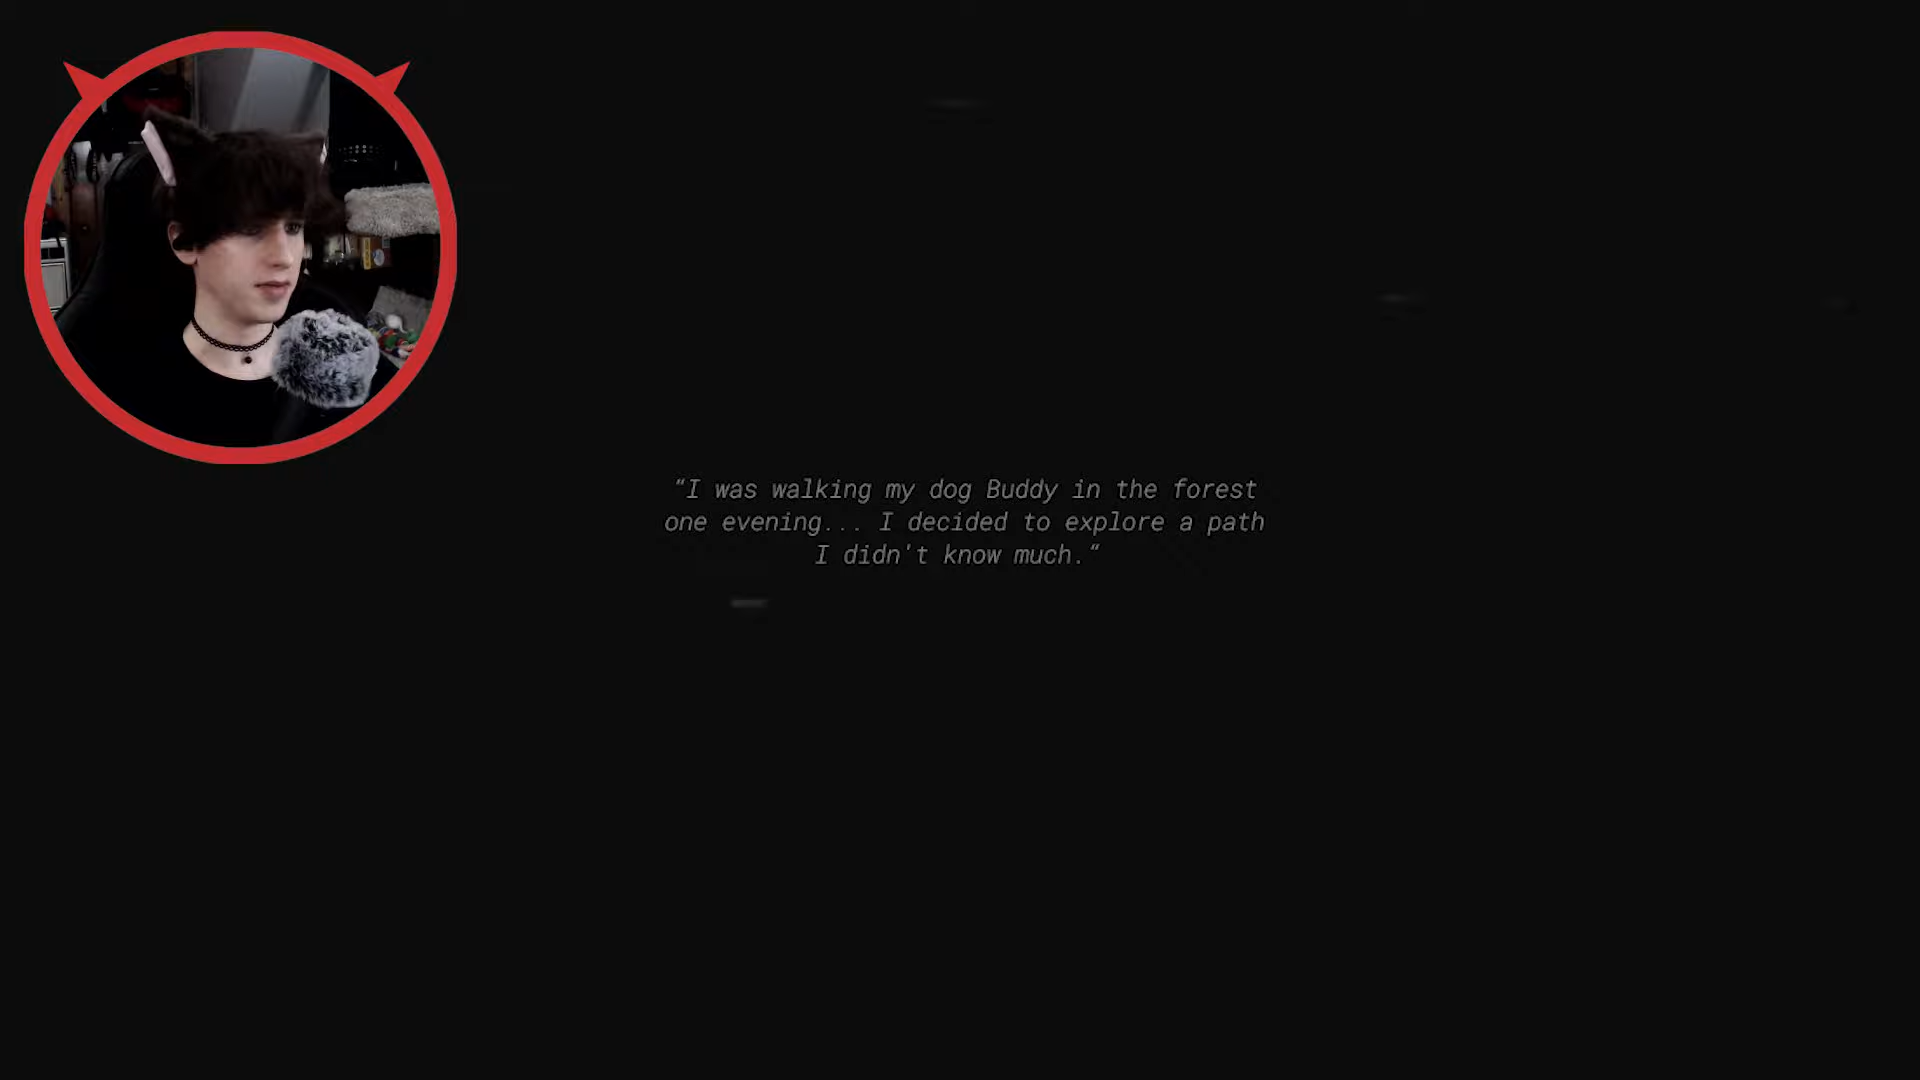 “I was walking my dog Buddy in the forest
one evening... I decided to explore a path
I didn't know much.“